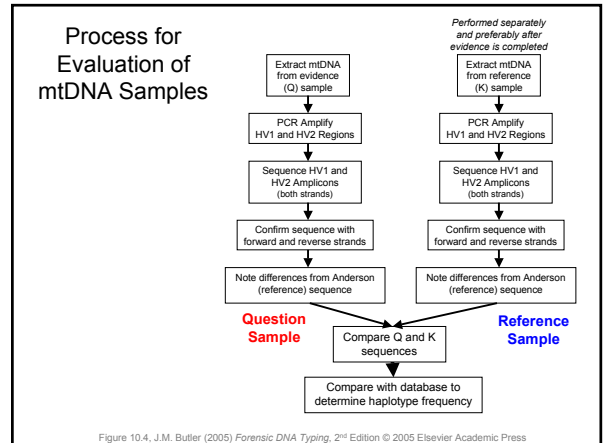 Process for
Evaluation of
mtDNA Samples
Performed separately
and preferably after
evidence is completed
Extract mtDNA
from evidence
(Q) sample
PCR Amplify
HV1 and HV2 Regions
Sequence HV1 and
HV2 Amplicons
(both strands)
Confirm sequence with
forward and reverse strands
Note differences from Anderson
(reference) sequence
Question
Sample
Extract mtDNA
from reference
(K) sample
PCR Amplify
HV1 and HV2 Regions
Sequence HV1 and
HV2 Amplicons
(both strands)
Confirm sequence with
forward and reverse strands
Note differences from Anderson
(reference) sequence
Reference
Sample
Compare Q and K
sequences
Compare with database to
determine haplotype frequency
Figure 10.4, J.M. Butler (2005) Forensic DNA Typing, 2nd Edition © 2005 Elsevier Academic Press